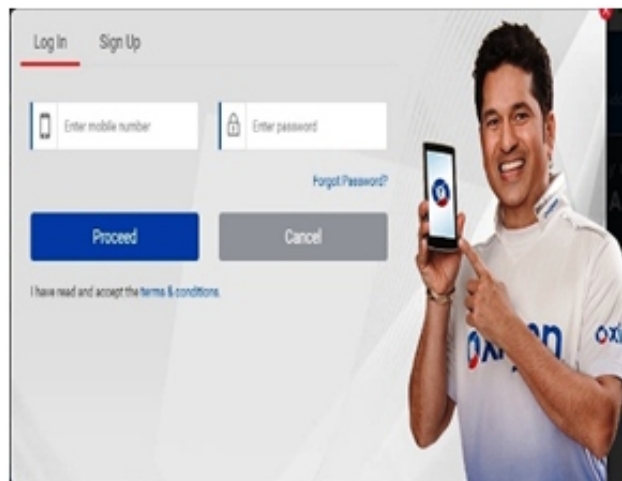 Log In Sign Up
Enter mobile number Enter password
Forgot Password?
Proceed Cancel
I have read and accept the terms & conditions.
oxigen